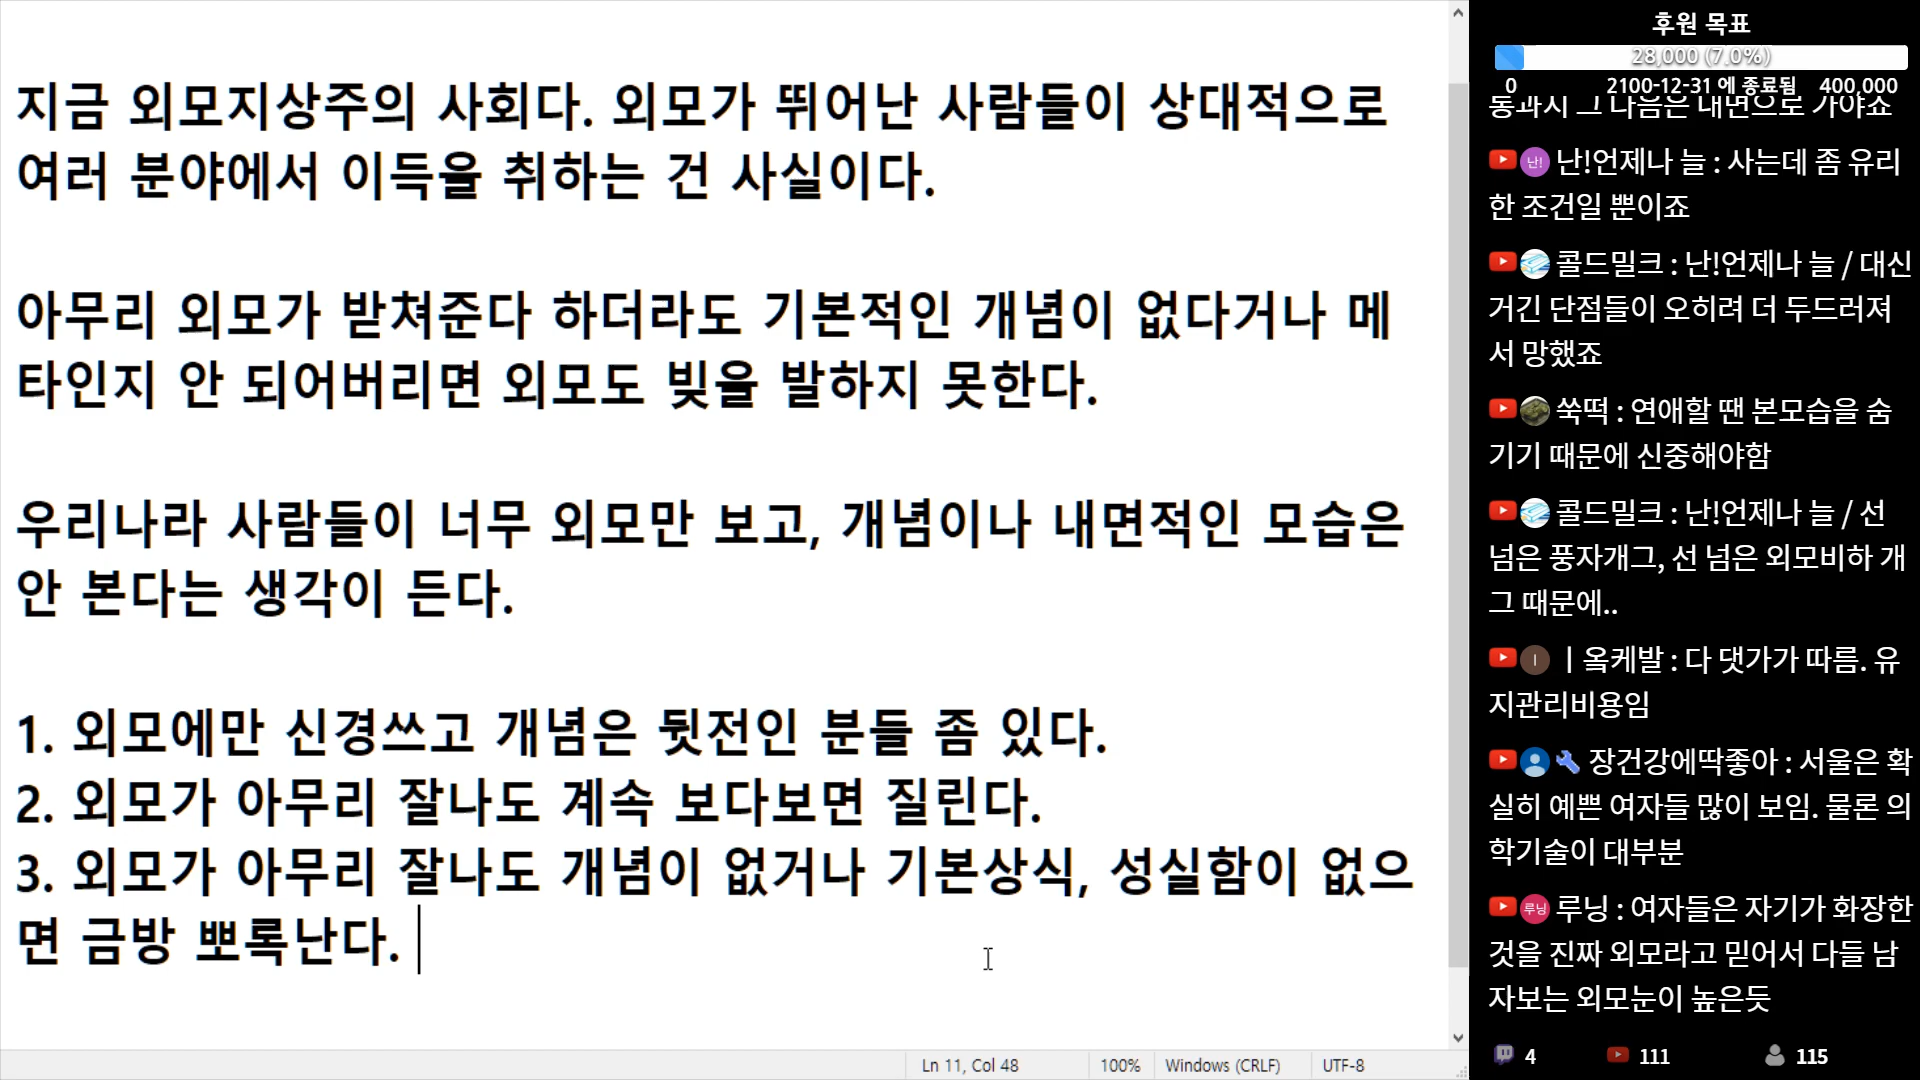 지금 외모지상주의 사회다. 외모가 뛰어난 사람들이 상대적으로
여러 분야에서 이득을 취하는 건 사실이다.
아무리 외모가 받쳐준다 하더라도 기본적인 개념이 없다거나 메
타인지 안 되어버리면 외모도 빛을 발하지 못한다.
우리나라 사람들이 너무 외모만 보고, 개념이나 내면적인 모습은
안 본다는 생각이 든다.
1. 외모에만 신경쓰고 개념은 뒷전인 분들 좀 있다.
2. 외모가 아무리 잘나도 계속 보다보면 질린다.
3. 외모가 아무리 잘나도 개념이 없거나 기본상식, 성실함이 없으
면 금방 뽀록난다.
Ln 11, Col 48 100% Windows (CRLF) UTF-8
후원 목표
28,000 (7.0%)
0 2100-12-31 에 종료됨 400,000
통과시 그 다음은 내면으로 가야죠
난! 난!언제나 늘 : 사는데 좀 유리
한 조건일 뿐이죠
콜드밀크 : 난!언제나 늘 / 대신
거긴 단점들이 오히려 더 두드러져
서 망했죠
쑥떡 : 연애할 땐 본모습을 숨
기기 때문에 신중해야함
콜드밀크 : 난!언제나 늘 / 선
넘은 풍자개그, 선 넘은 외모비하 개
그 때문에..
ㅣ ㅣ옼케발 : 다 댓가가 따름. 유
지관리비용임
장건강에딱좋아 : 서울은 확
실히 예쁜 여자들 많이 보임. 물론 의
학기술이 대부분
루닝 루닝 : 여자들은 자기가 화장한
것을 진짜 외모라고 믿어서 다들 남
자보는 외모눈이 높은듯
4 111 115